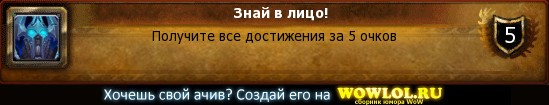 Знай в лицо!
Получите все достижения за 5 очков
5
Хочешь свой ачив? Создай его на WOWLOL.RU
сборник юмора WoW